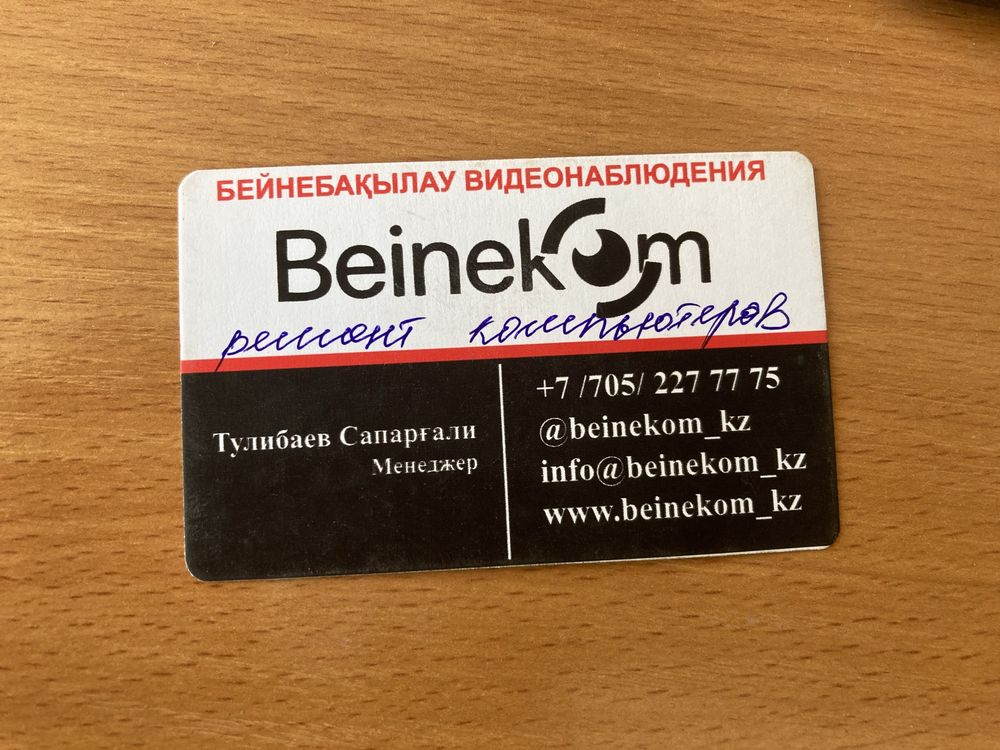 БЕЙНЕБАҚЫЛАУ ВИДЕОНАБЛЮДЕНИЯ
Beinekom
ремонт компьютеров
Тулибаев Сапарғали
Менеджер
+7 /705/ 227 77 75
@beinekom_kz
info@beinekom_kz
www.beinekom_kz